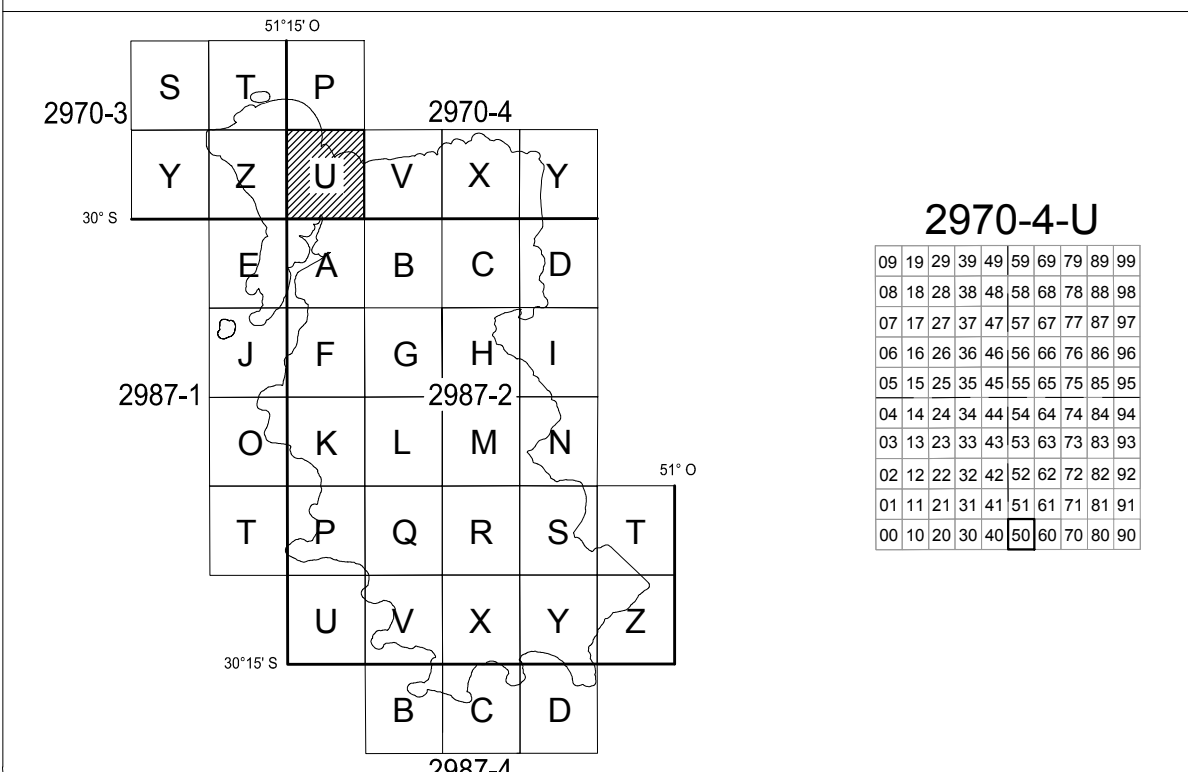 51°15' O
S T P
2970-3 2970-4
Y Z U V X Y
30° S
E A B C D
J F G H I
2987-1 2987-2
O K L M N
51° O
T P Q R S T
U V X Y Z
30°15' S
B C D
2987-4
2970-4-U
09 19 29 39 49 59 69 79 89 99
08 18 28 38 48 58 68 78 88 98
07 17 27 37 47 57 67 77 87 97
06 16 26 36 46 56 66 76 86 96
05 15 25 35 45 55 65 75 85 95
04 14 24 34 44 54 64 74 84 94
03 13 23 33 43 53 63 73 83 93
02 12 22 32 42 52 62 72 82 92
01 11 21 31 41 51 61 71 81 91
00 10 20 30 40 50 60 70 80 90